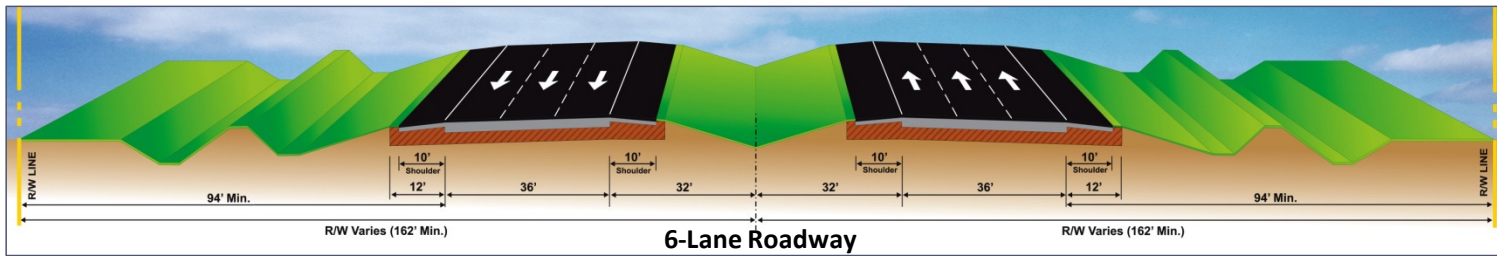 10'
Shoulder
10'
Shoulder
10'
Shoulder
10'
Shoulder
12'
36'
32'
32'
36'
12'
R/W LINE
94' Min.
94' Min.
R/W LINE
R/W Varies (162' Min.)
R/W Varies (162' Min.)
6-Lane Roadway